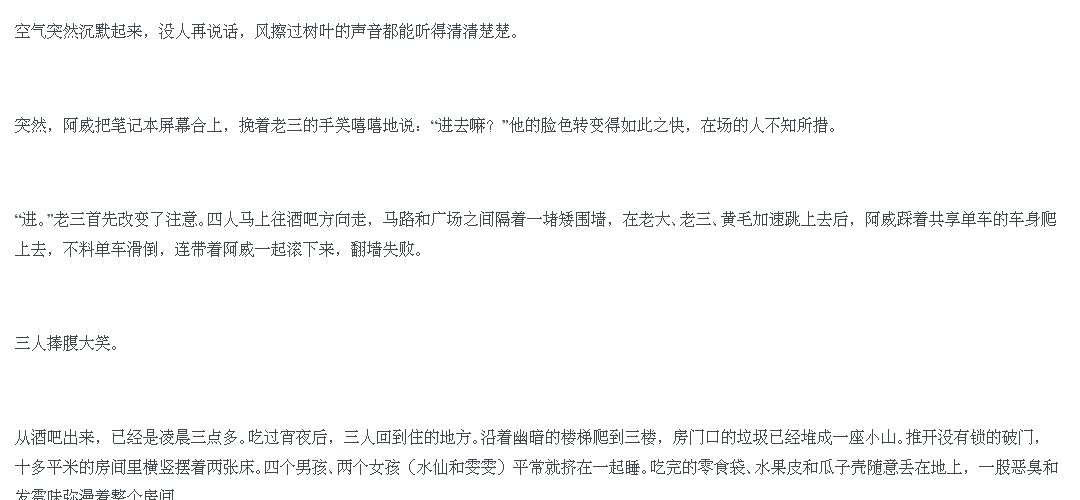 空气突然沉默起来，没人再说话，风擦过树叶的声音都能听得清清楚楚。
突然，阿威把笔记本屏幕合上，挽着老三的手笑嘻嘻地说：“进去嘛？”他的脸色转变得如此之快，在场的人不知所措。
“进。”老三首先改变了注意。四人马上往酒吧方向走，马路和广场之间隔着一堵矮围墙，在老大、老三、黄毛加速跳上去后，阿威踩着共享单车的车身爬
上去，不料单车滑倒，连带着阿威一起滚下来，翻墙失败。
三人捧腹大笑。
从酒吧出来，已经是凌晨三点多。吃过宵夜后，三人回到住的地方。沿着幽暗的楼梯爬到三楼，房门口的垃圾已经堆成一座小山。推开没有锁的破门，
十多平米的房间里横竖摆着两张床。四个男孩、两个女孩（水仙和雯雯）平常就挤在一起睡。吃完的零食袋、水果皮和瓜子壳随意丢在地上，一股恶臭和
发霉味弥漫着整个房间